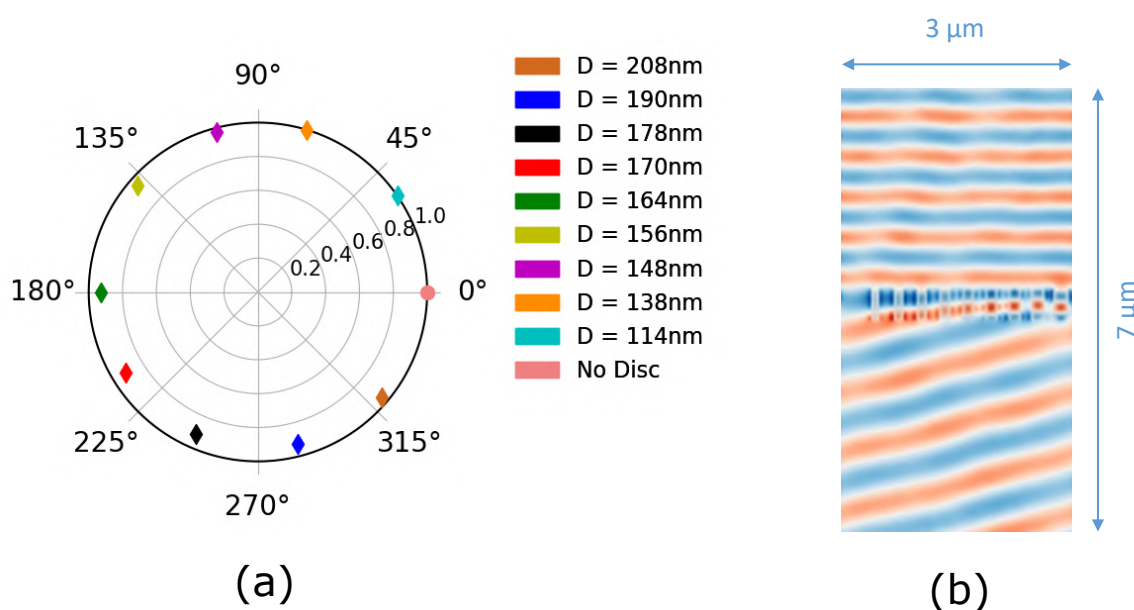 90°
135°
45°
180°
0°
225°
315°
270°
0.2
0.4
0.6
0.8
1.0
D = 208nm
D = 190nm
D = 178nm
D = 170nm
D = 164nm
D = 156nm
D = 148nm
D = 138nm
D = 114nm
No Disc
(a)
3 µm
7 µm
(b)